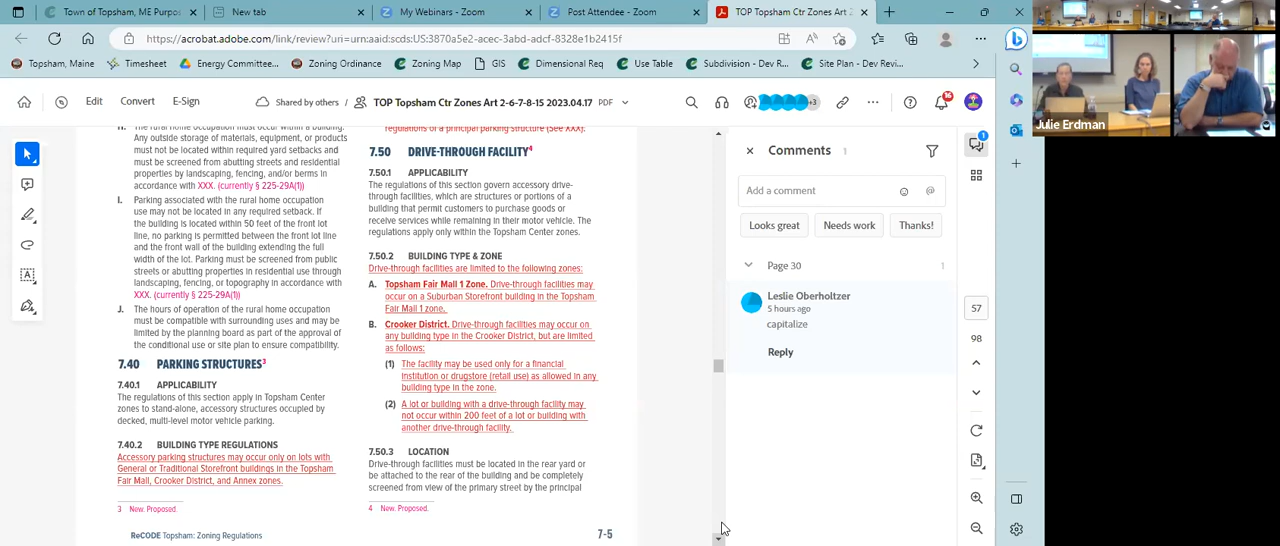 Town of Topsham, ME Purpos
New tab
My Webinars - Zoom
Post Attendee - Zoom
TOP Topsham Ctr Zones Art 2
https://acrobat.adobe.com/link/review?uri=urn:aaid:scds:US:3870a5e2-acec-3abd-adcf-8328e1b2415f
Topsham, Maine
Timesheet
Energy Committee...
Zoning Ordinance
Zoning Map
GIS
Dimensional Req
Use Table
Subdivision - Dev R...
Site Plan - Dev Revi...
Edit
Convert
E-Sign
Shared by others
TOP Topsham Ctr Zones Art 2-6-7-8-15 2023.04.17
PDF
+3
16
H. The rural home occupation must occur within a building.
Any outside storage of materials, equipment, or products
must not be located within required yard setbacks and
must be screened from abutting streets and residential
properties by landscaping, fencing, and/or berms in
accordance with XXX. (currently § 225-29A(1))
I. Parking associated with the rural home occupation
use may not be located in any required setback. If
the building is located within 50 feet of the front lot
line, no parking is permitted between the front lot line
and the front wall of the building extending the full
width of the lot. Parking must be screened from public
streets or abutting properties in residential use through
landscaping, fencing, or topography in accordance with
XXX. (currently § 225-29A(1))
J. The hours of operation of the rural home occupation
must be compatible with surrounding uses and may be
limited by the planning board as part of the approval of
the conditional use or site plan to ensure compatibility.
7.40 PARKING STRUCTURES3
7.40.1 APPLICABILITY
The regulations of this section apply in Topsham Center
zones to stand-alone, accessory structures occupied by
decked, multi-level motor vehicle parking.
7.40.2 BUILDING TYPE REGULATIONS
Accessory parking structures may occur only on lots with
General or Traditional Storefront buildings in the Topsham
Fair Mall, Crooker District, and Annex zones.
3 New. Proposed.
regulations of a principal parking structure (See XXX).
7.50 DRIVE-THROUGH FACILITY4
7.50.1 APPLICABILITY
The regulations of this section govern accessory drive-
through facilities, which are structures or portions of a
building that permit customers to purchase goods or
receive services while remaining in their motor vehicle. The
regulations apply only within the Topsham Center zones.
7.50.2 BUILDING TYPE & ZONE
Drive-through facilities are limited to the following zones:
A. Topsham Fair Mall 1 Zone. Drive-through facilities may
occur on a Suburban Storefront building in the Topsham
Fair Mall 1 zone.
B. Crooker District. Drive-through facilities may occur on
any building type in the Crooker District, but are limited
as follows:
(1) The facility may be used only for a financial
institution or drugstore (retail use) as allowed in any
building type in the zone.
(2) A lot or building with a drive-through facility may
not occur within 200 feet of a lot or building with
another drive-through facility.
7.50.3 LOCATION
Drive-through facilities must be located in the rear yard or
be attached to the rear of the building and be completely
screened from view of the primary street by the principal
4 New. Proposed.
ReCODE Topsham: Zoning Regulations
7-5
Comments 1
Add a comment
Looks great
Needs work
Thanks!
Page 30
1
Leslie Oberholtzer
5 hours ago
capitalize
Reply
1
57
98
Julie Erdman